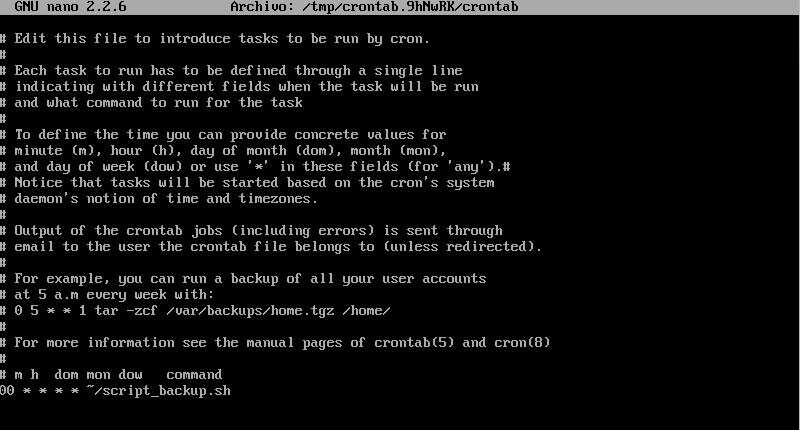 GNU nano 2.2.6 Archivo: /tmp/crontab.9hNwRK/crontab
# Edit this file to introduce tasks to be run by cron.
#
# Each task to run has to be defined through a single line
# indicating with different fields when the task will be run
# and what command to run for the task
#
# To define the time you can provide concrete values for
# minute (m), hour (h), day of month (dom), month (mon),
# and day of week (dow) or use '*' in these fields (for 'any').#
# Notice that tasks will be started based on the cron's system
# daemon's notion of time and timezones.
#
# Output of the crontab jobs (including errors) is sent through
# email to the user the crontab file belongs to (unless redirected).
#
# For example, you can run a backup of all your user accounts
# at 5 a.m every week with:
# 0 5 * * 1 tar -zcf /var/backups/home.tgz /home/
#
# For more information see the manual pages of crontab(5) and cron(8)
#
# m h  dom mon dow   command
00 * * * * ~/script_backup.sh